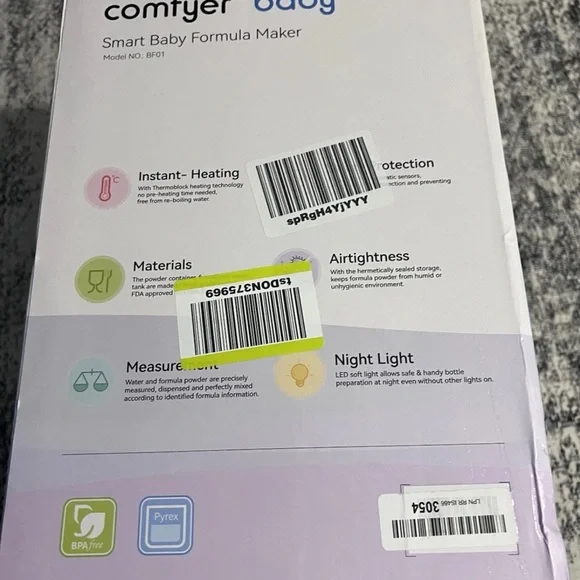 comfyer baby
Smart Baby Formula Maker
Model NO.: BF01
Instant- Heating
With Thermoblock heating technology
no pre-heating time needed,
free from re-boiling water.
otection
atic sensors,
ction and preventing
spRgH4YjYYY
Materials
The powder container
tank are made
FDA approved
Airtightness
With the hermetically sealed storage,
keeps formula powder from humid or
unhygienic environment.
tsDON375969
Measurement
Water and formula powder are precisely
measured, dispensed and perfectly mixed
according to identified formula information.
Night Light
LED soft light allows safe & handy bottle
preparation at night even without other lights on.
BPA free
Pyrex
3054